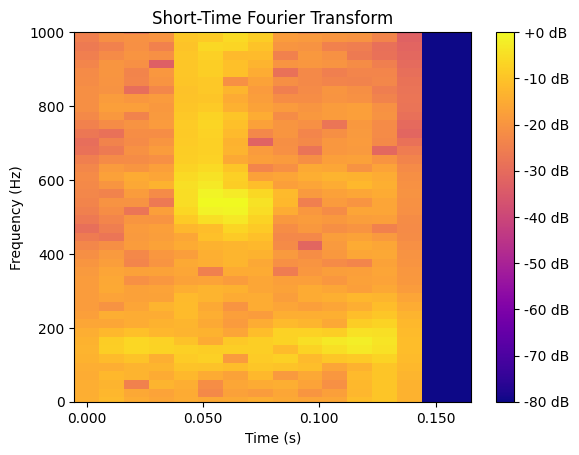 Short-Time Fourier Transform
1000
800
600
400
200
0
Frequency (Hz)
0.000
0.050
0.100
0.150
Time (s)
+0 dB
-10 dB
-20 dB
-30 dB
-40 dB
-50 dB
-60 dB
-70 dB
-80 dB